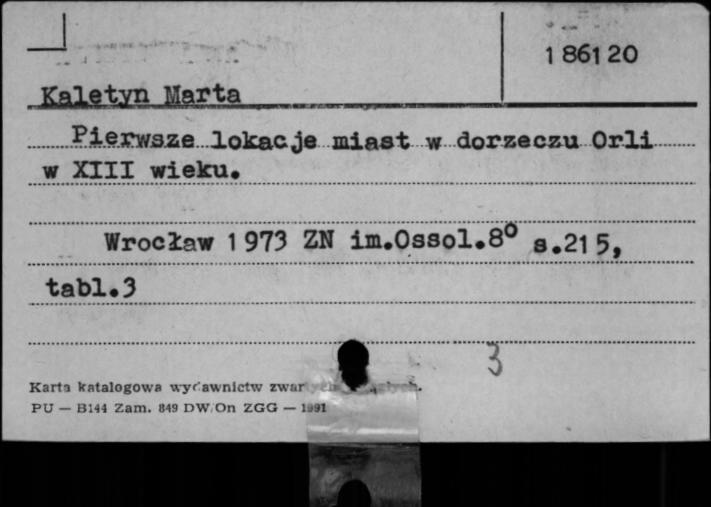 186120
Kaletyn Marta
Pierwsze lokacje miast w dorzeczu Orli
w XIII wieku.
Wrocław 1973 ZN im.Ossol.8° s.215,
tabl.3
3
Karta katalogowa wydawnictw
PU — B144 Zam. 849 DW/On ZGG — 1991